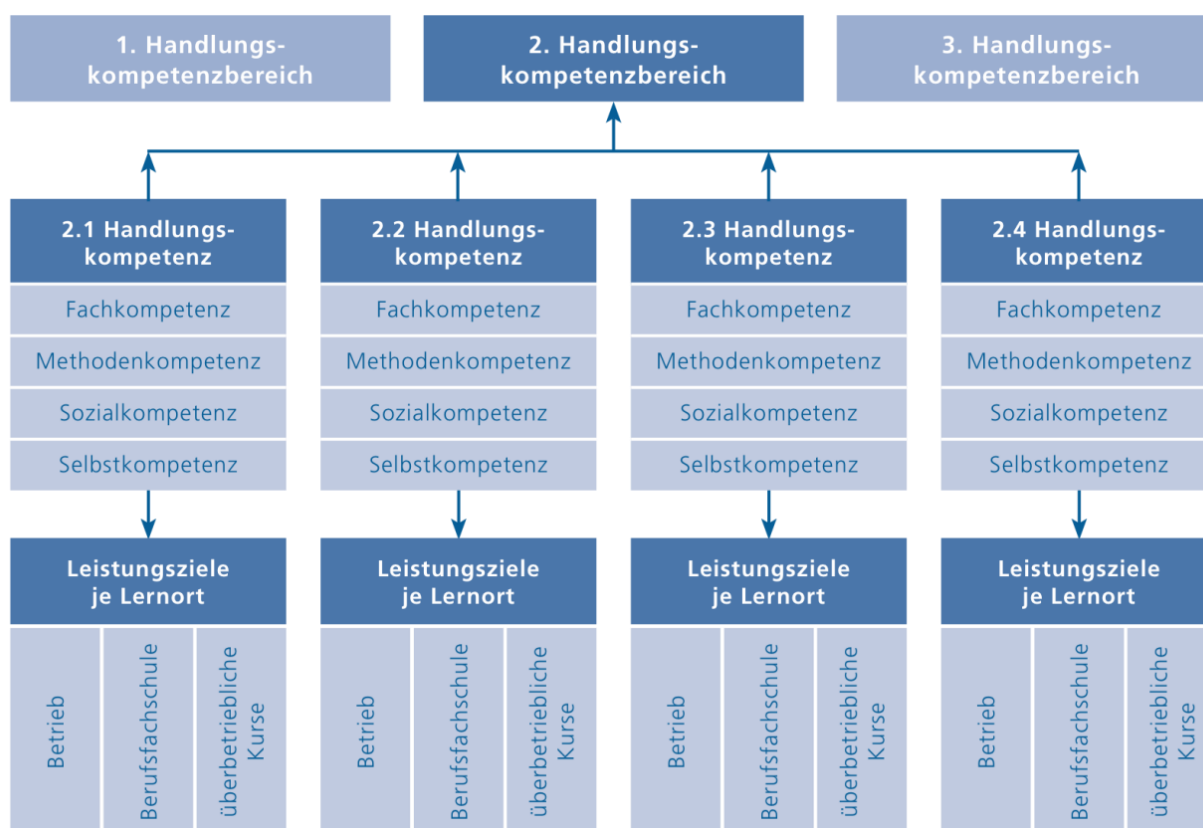 1. Handlungs-
kompetenzbereich
2. Handlungs-
kompetenzbereich
3. Handlungs-
kompetenzbereich
2.1 Handlungs-
kompetenz
Fachkompetenz
Methodenkompetenz
Sozialkompetenz
Selbstkompetenz
Leistungsziele
je Lernort
Betrieb
Berufsfachschule
überbetriebliche
Kurse
2.2 Handlungs-
kompetenz
Fachkompetenz
Methodenkompetenz
Sozialkompetenz
Selbstkompetenz
Leistungsziele
je Lernort
Betrieb
Berufsfachschule
überbetriebliche
Kurse
2.3 Handlungs-
kompetenz
Fachkompetenz
Methodenkompetenz
Sozialkompetenz
Selbstkompetenz
Leistungsziele
je Lernort
Betrieb
Berufsfachschule
überbetriebliche
Kurse
2.4 Handlungs-
kompetenz
Fachkompetenz
Methodenkompetenz
Sozialkompetenz
Selbstkompetenz
Leistungsziele
je Lernort
Betrieb
Berufsfachschule
überbetriebliche
Kurse